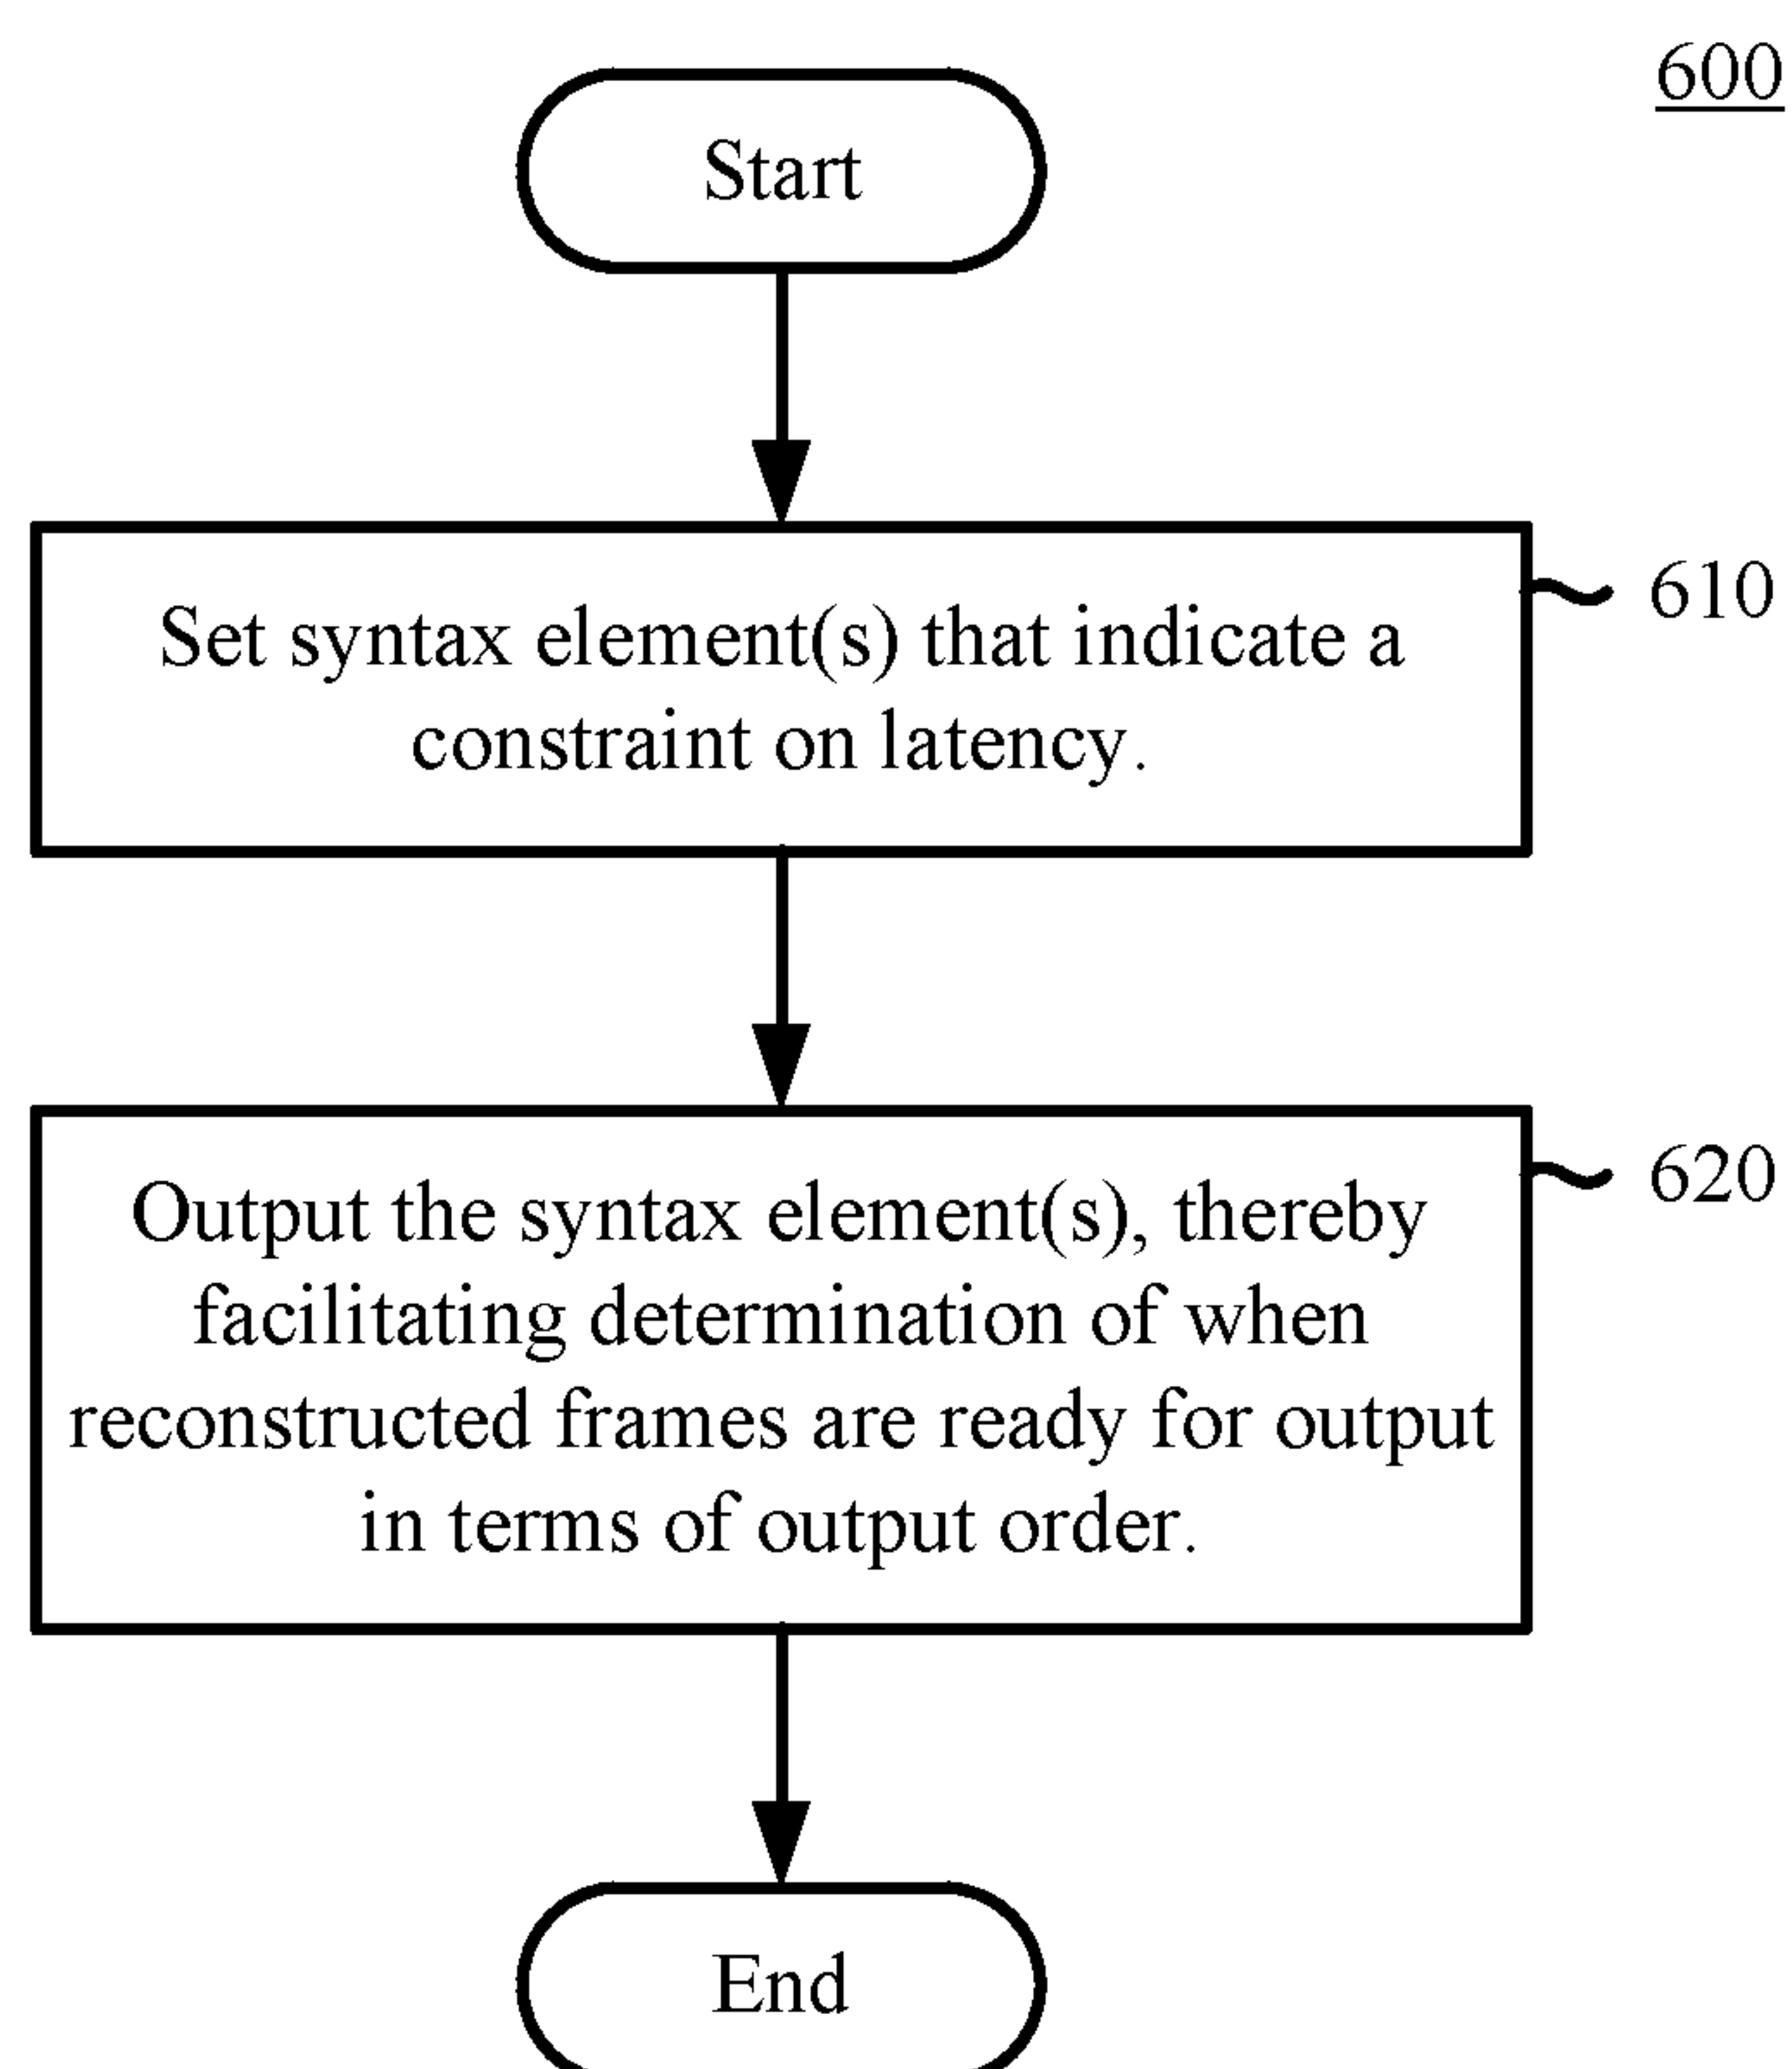 600
Start
Set syntax element(s) that indicate a
constraint on latency.
610
Output the syntax element(s), thereby
facilitating determination of when
reconstructed frames are ready for output
in terms of output order.
620
End